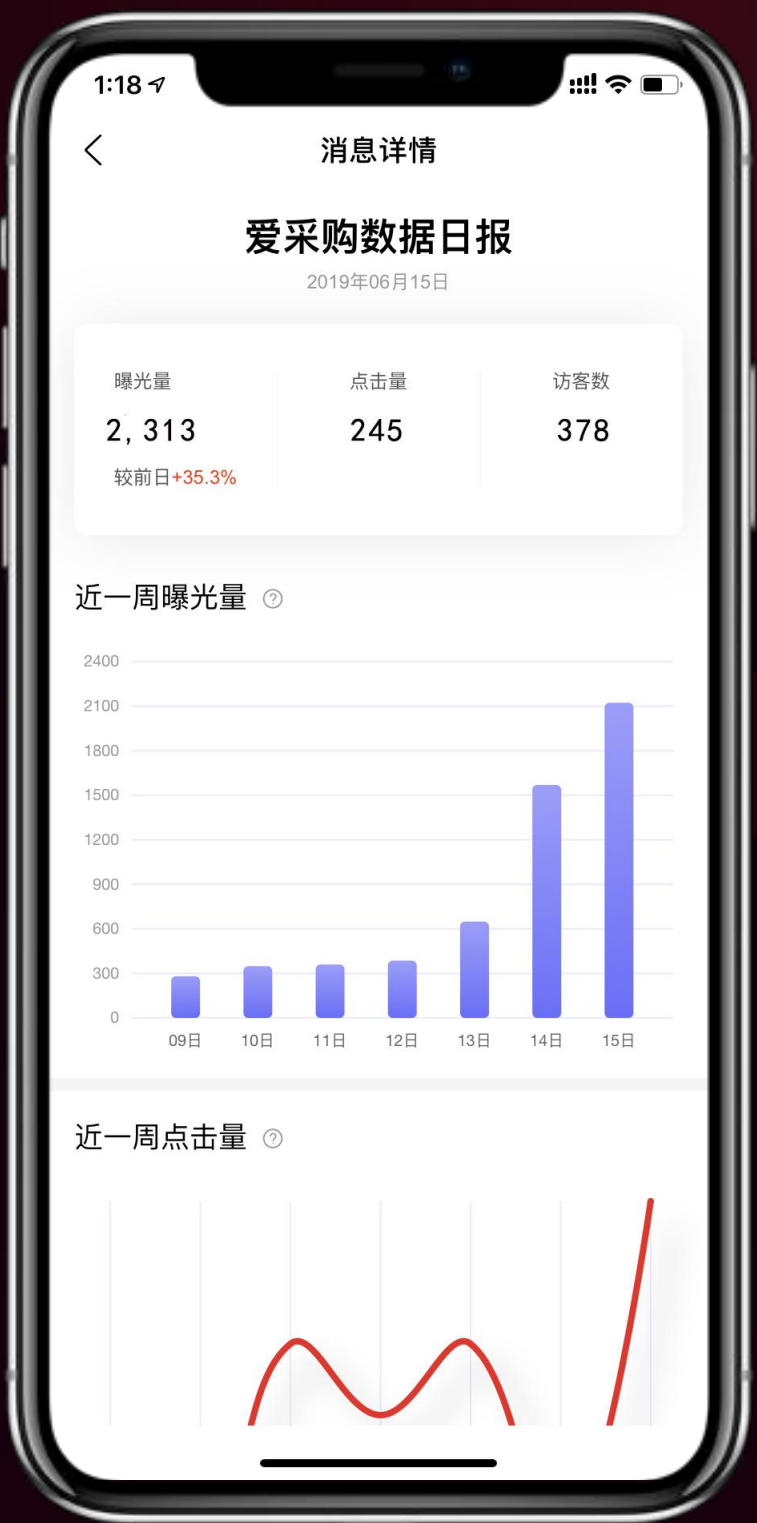 1:18
消息详情
爱采购数据日报
2019年06月15日
曝光量 点击量 访客数
2,313 245 378
较前日+35.3%
近一周曝光量 ?
2400
2100
1800
1500
1200
900
600
300
0
09日 10日 11日 12日 13日 14日 15日
近一周点击量 ?